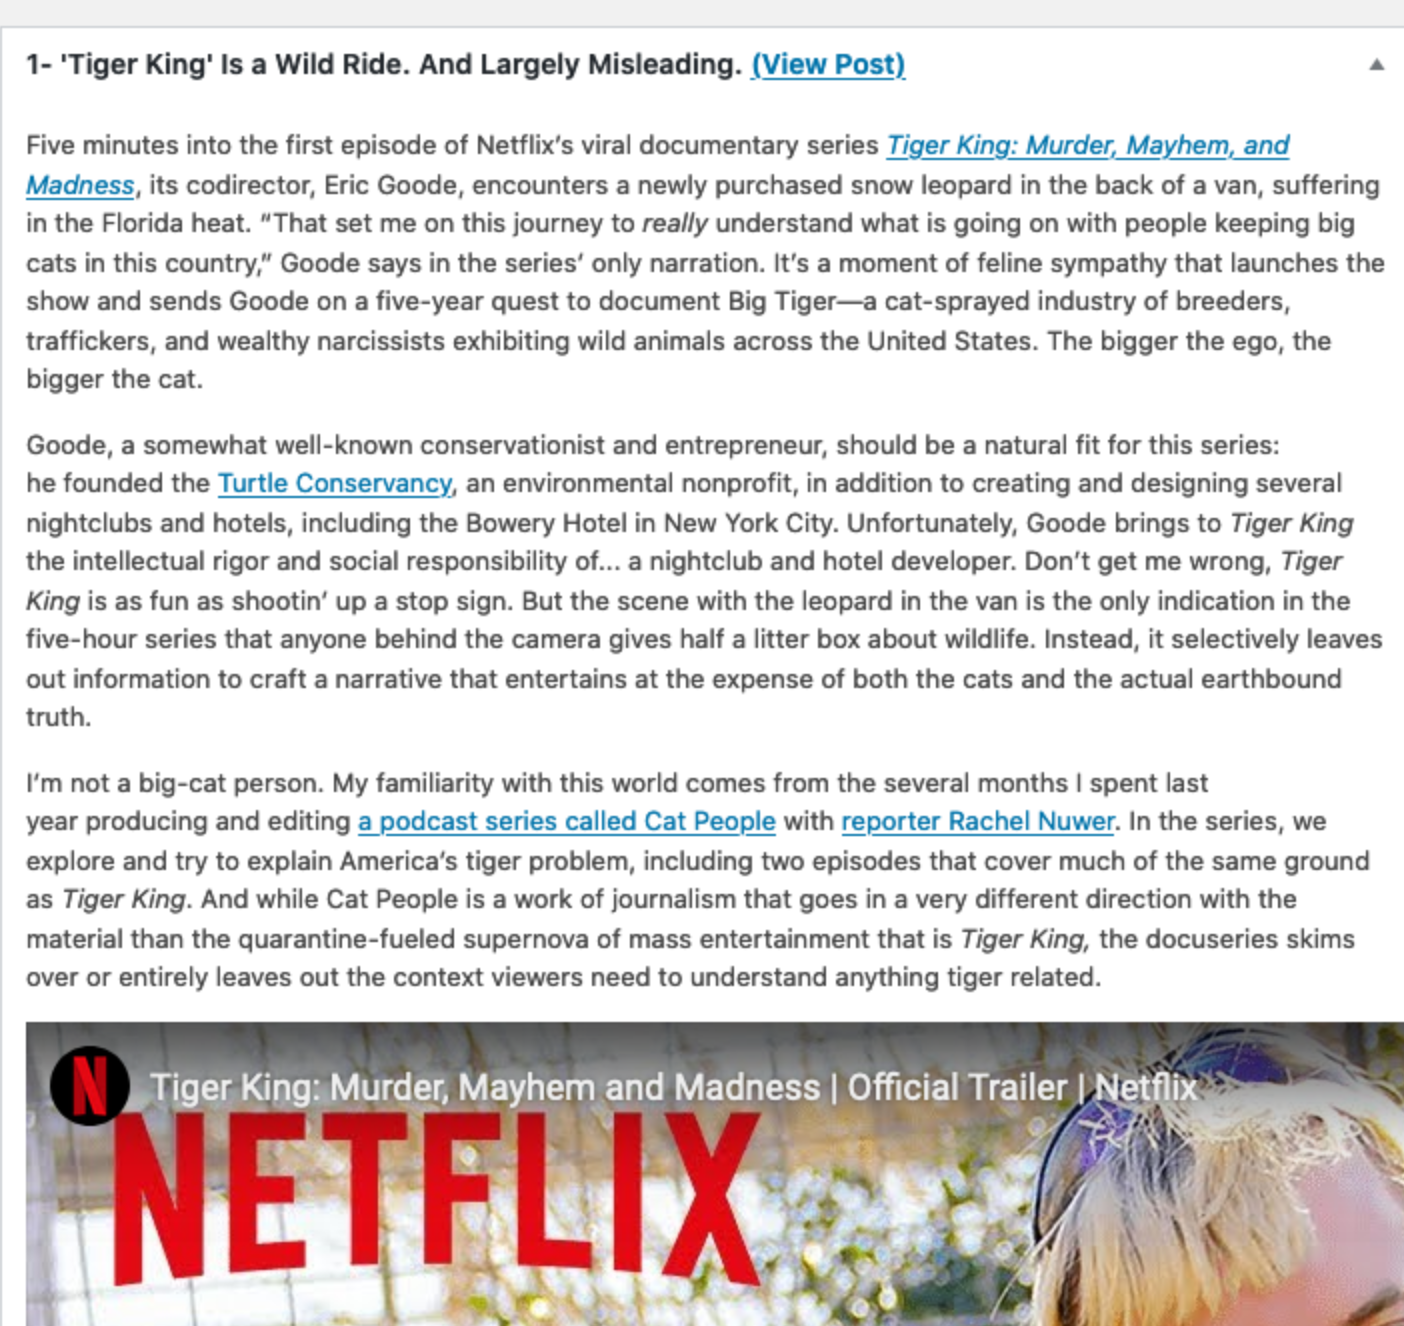 1- 'Tiger King' Is a Wild Ride. And Largely Misleading. (View Post)
Five minutes into the first episode of Netflix's viral documentary series Tiger King: Murder, Mayhem, and
Madness, its codirector, Eric Goode, encounters a newly purchased snow leopard in the back of a van, suffering
in the Florida heat. "That set me on this journey to really understand what is going on with people keeping big
cats in this country," Goode says in the series' only narration. It's a moment of feline sympathy that launches the
show and sends Goode on a five-year quest to document Big Tiger—a cat-sprayed industry of breeders,
traffickers, and wealthy narcissists exhibiting wild animals across the United States. The bigger the ego, the
bigger the cat.
Goode, a somewhat well-known conservationist and entrepreneur, should be a natural fit for this series:
he founded the Turtle Conservancy, an environmental nonprofit, in addition to creating and designing several
nightclubs and hotels, including the Bowery Hotel in New York City. Unfortunately, Goode brings to Tiger King
the intellectual rigor and social responsibility of... a nightclub and hotel developer. Don't get me wrong, Tiger
King is as fun as shootin' up a stop sign. But the scene with the leopard in the van is the only indication in the
five-hour series that anyone behind the camera gives half a litter box about wildlife. Instead, it selectively leaves
out information to craft a narrative that entertains at the expense of both the cats and the actual earthbound
truth.
I'm not a big-cat person. My familiarity with this world comes from the several months I spent last
year producing and editing a podcast series called Cat People with reporter Rachel Nuwer. In the series, we
explore and try to explain America's tiger problem, including two episodes that cover much of the same ground
as Tiger King. And while Cat People is a work of journalism that goes in a very different direction with the
material than the quarantine-fueled supernova of mass entertainment that is Tiger King, the docuseries skims
over or entirely leaves out the context viewers need to understand anything tiger related.
N
Tiger King: Murder, Mayhem and Madness | Official Trailer | Netflix
NETFLIX